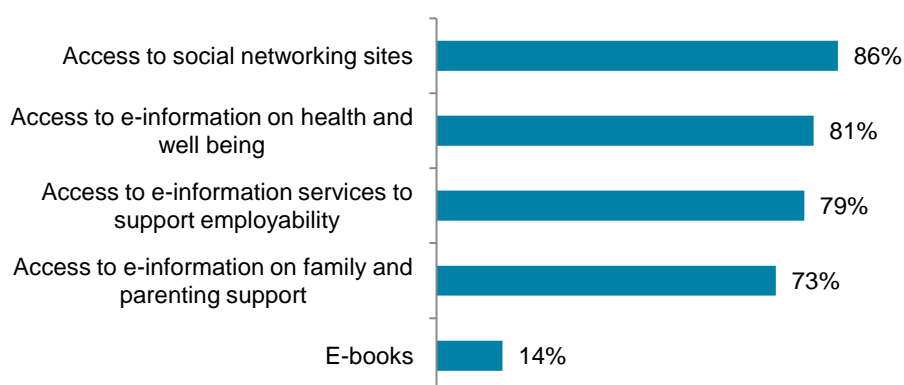 Access to social networking sites
86%
Access to e-information on health and
well being
81%
Access to e-information services to
support employability
79%
Access to e-information on family and
parenting support
73%
E-books
14%